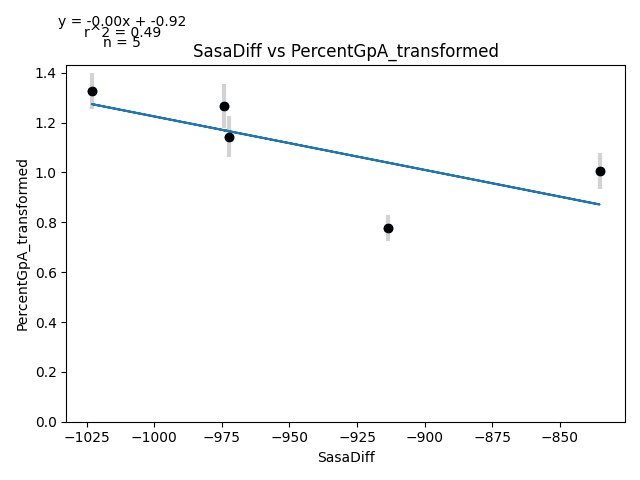 y = -0.00x + -0.92
r^2 = 0.49
n = 5
SasaDiff vs PercentGpA_transformed
PercentGpA_transformed
1.4
1.2
1.0
0.8
0.6
0.4
0.2
0.0
−1025 −1000 −975 −950 −925 −900 −875 −850
SasaDiff